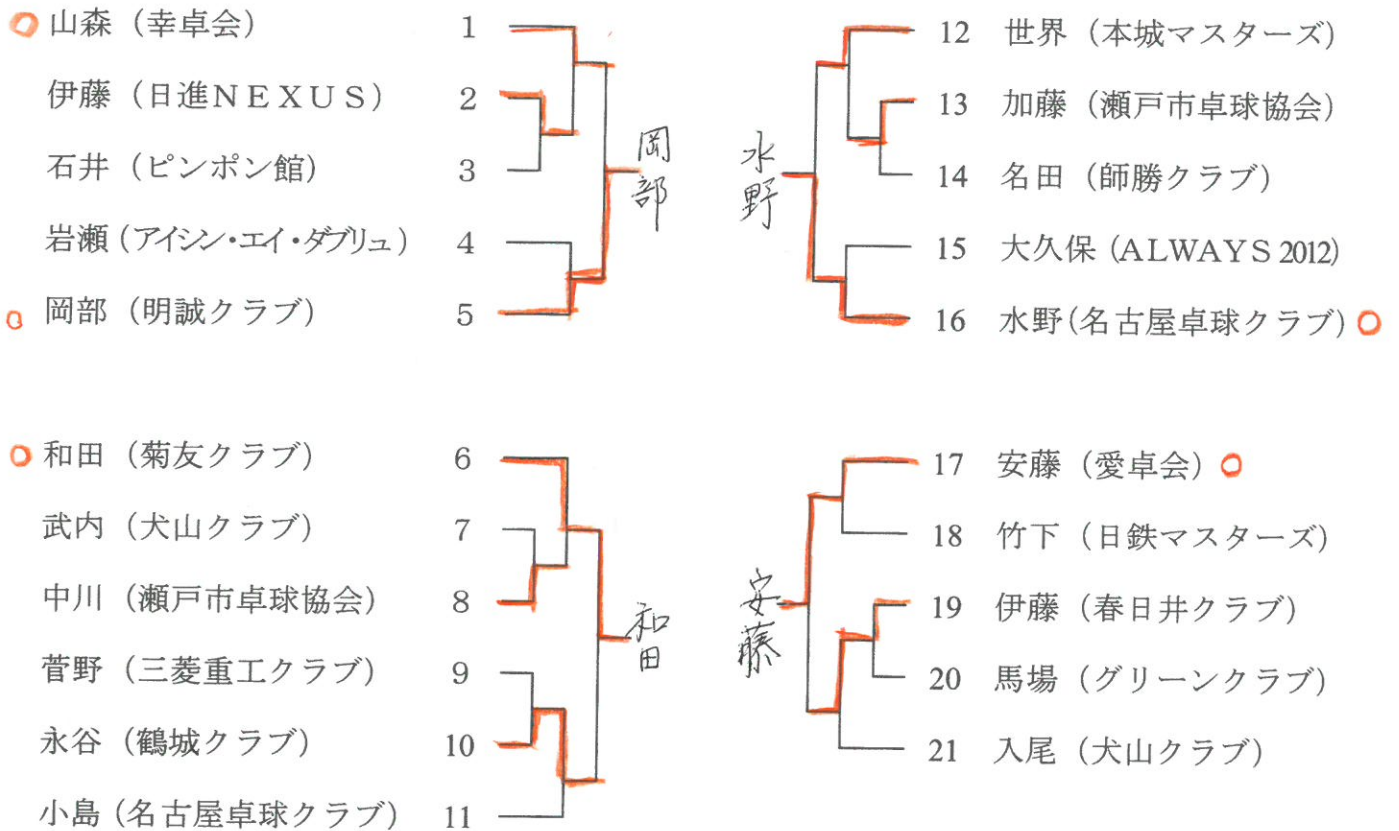 山森（幸卓会） 1
伊藤（日進NEXUS） 2
石井（ピンポン館） 3
岩瀬（アイシン・エイ・ダブリュ） 4
岡部（明誠クラブ） 5
岡部
12 世界（本城マスターズ）
13 加藤（瀬戸市卓球協会）
14 名田（師勝クラブ）
15 大久保（ALWAYS 2012）
16 水野（名古屋卓球クラブ）
水野
和田（菊友クラブ） 6
武内（犬山クラブ） 7
中川（瀬戸市卓球協会） 8
菅野（三菱重工クラブ） 9
永谷（鶴城クラブ） 10
小島（名古屋卓球クラブ） 11
和田
17 安藤（愛卓会）
18 竹下（日鉄マスターズ）
19 伊藤（春日井クラブ）
20 馬場（グリーンクラブ）
21 入尾（犬山クラブ）
安藤